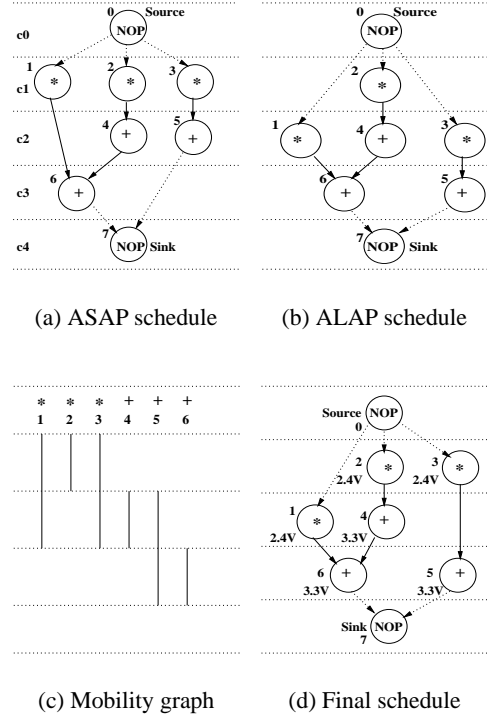 0 Source
NOP
c0
1 2 3
c1 * * *
4 5
c2 + +
6
c3 +
7
c4 NOP Sink
(a) ASAP schedule
0 Source
NOP
2
*
1 4 3
* + *
6 5
+ +
7
NOP Sink
(b) ALAP schedule
* * * + + +
1 2 3 4 5 6
(c) Mobility graph
Source NOP
0
2 * 3 *
2.4V 2.4V
1 * 4 +
2.4V 3.3V
6 + 5 +
3.3V 3.3V
Sink NOP
7
(d) Final schedule